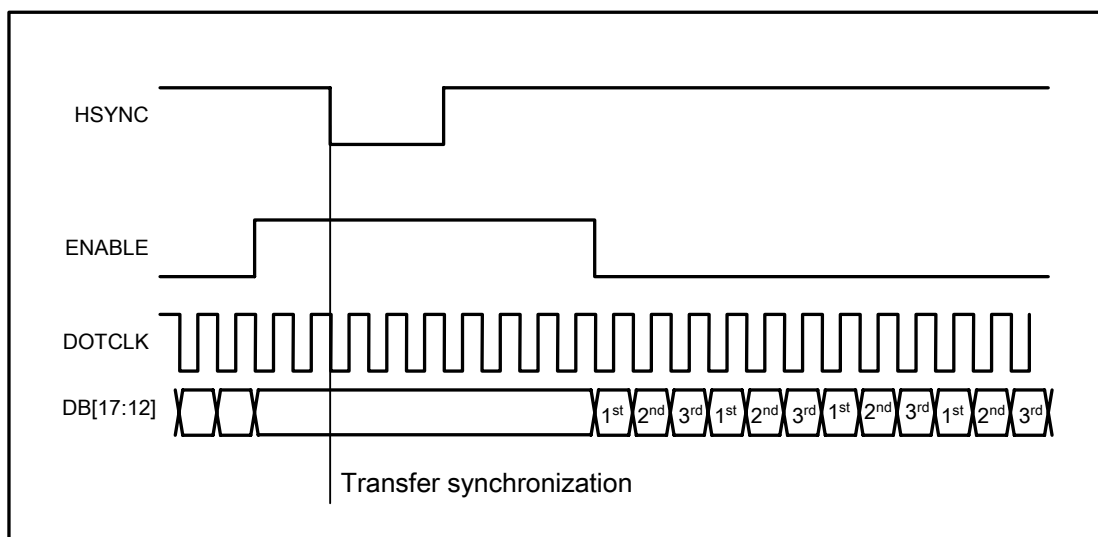 HSYNC
ENABLE
DOTCLK
DB[17:12] 1st 2nd 3rd 1st 2nd 3rd 1st 2nd 3rd 1st 2nd 3rd
Transfer synchronization